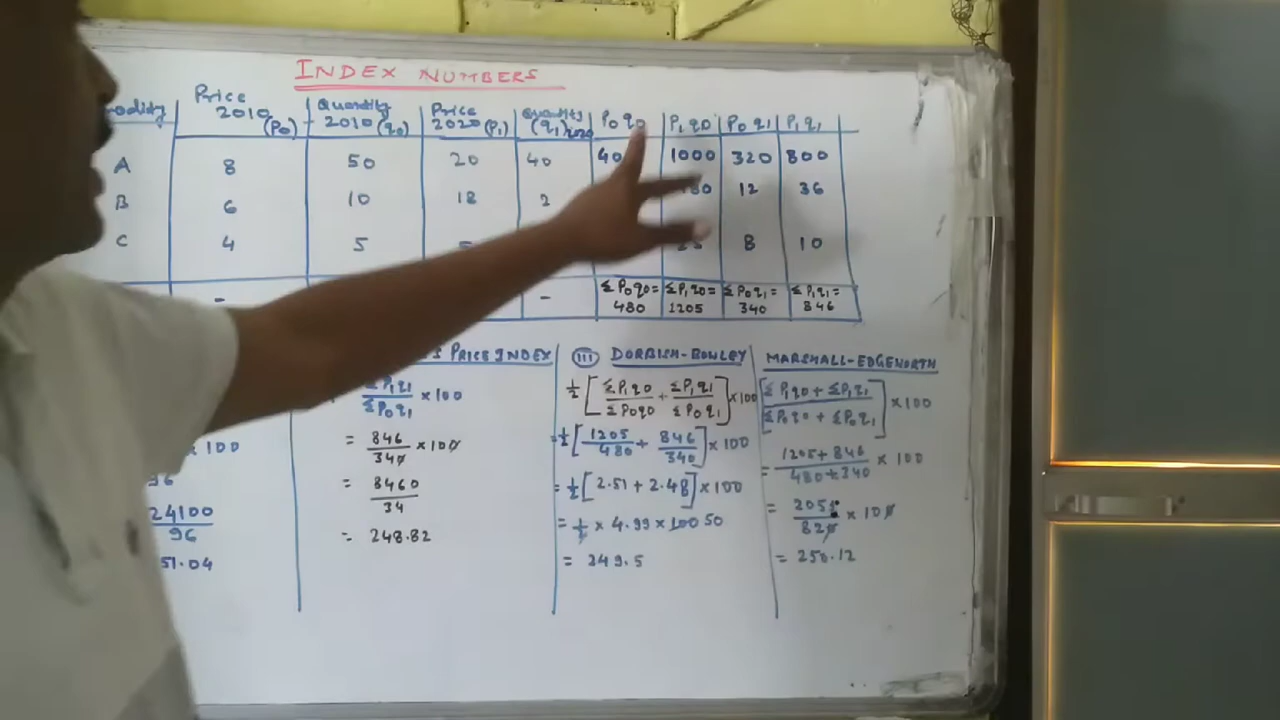 INDEX NUMBERS
Price 2010 (P0) Quantity 2010 (q0) Price 2020 (P1) Quantity (q1) 2020 P0q0 P1q0 P0q1 P1q1
A 8 50 20 40 1000 320 800
B 6 10 18 2 12 36
C 4 5 8 10
- - ΣP0q0= 480 ΣP1q0= 1205 ΣP0q1= 340 ΣP1q1= 846
PRICE INDEX
ΣP1q1 / ΣP0q1 × 100
= 846/340 × 100
= 8460/34
= 248.82
III DORBISH-BOWLEY
1/2 [ΣP1q0/ΣP0q0 + ΣP1q1/ΣP0q1] × 100
= 1/2 [1205/480 + 846/340] × 100
= 1/2 [2.51 + 2.48] × 100
= 1/2 × 4.99 × 100 50
= 249.5
MARSHALL-EDGEWORTH
[ΣP1q0 + ΣP1q1 / ΣP0q0 + ΣP0q1] × 100
= 1205+846 / 480+340 × 100
= 2051/820 × 100
= 250.12
× 100
24100
96
51.04